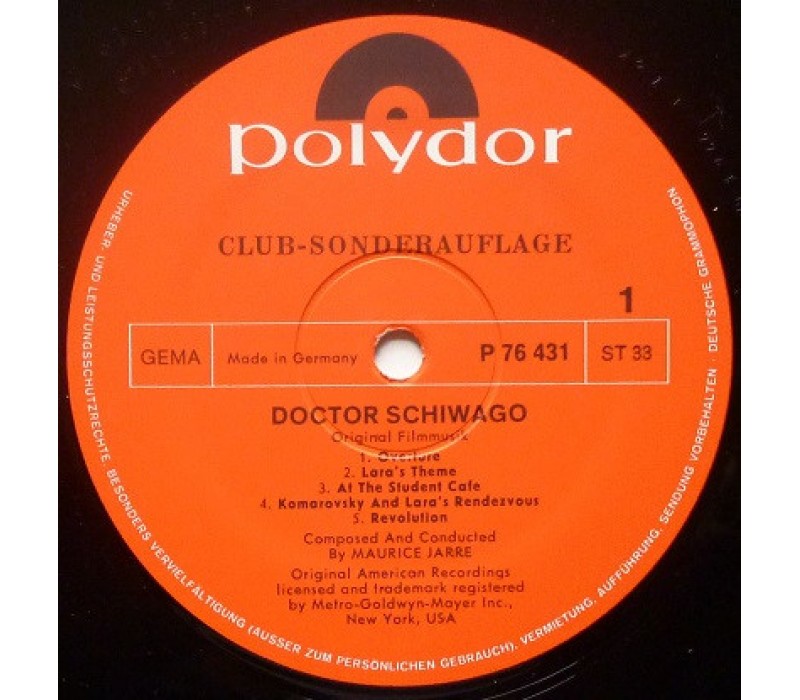 polydor
CLUB-SONDERAUFLAGE
1
GEMA
Made in Germany
P 76 431
ST 33
DOCTOR SCHIWAGO
Original Filmmusik
1. Overture
2. Lara's Theme
3. At The Student Cafe
4. Komarovsky And Lara's Rendezvous
5. Revolution
Composed And Conducted
By MAURICE JARRE
Original American Recordings
licensed and trademark registered
by Metro-Goldwyn-Mayer Inc.,
New York, USA
URHEBER- UND LEISTUNGSSCHUTZRECHTE. BESONDERS VERVIELFÄLTIGUNG (AUSSER ZUM PERSÖNLICHEN GEBRAUCH). VERMIETUNG. AUFFÜHRUNG. SENDUNG VORBEHALTEN · DEUTSCHE GRAMMOPHON